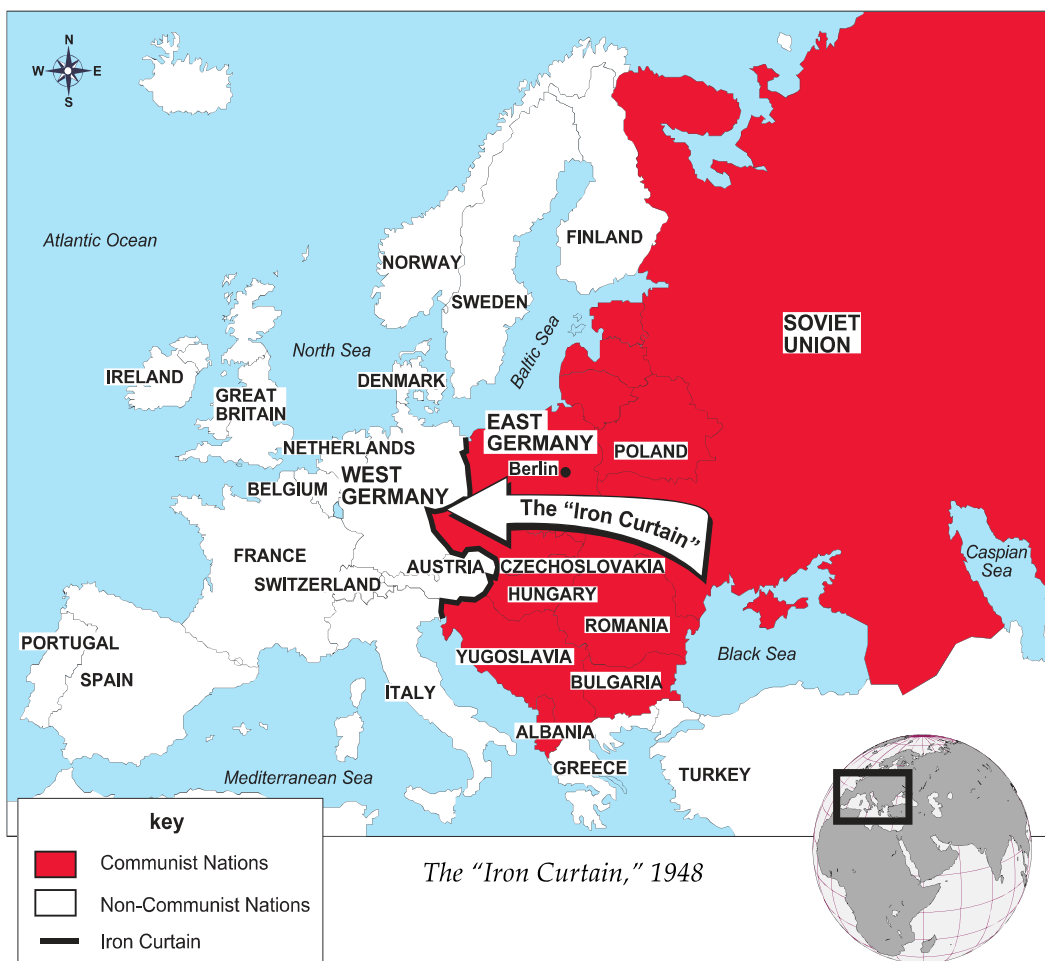 N
W E
S
Atlantic Ocean
NORWAY
FINLAND
SWEDEN
SOVIET
UNION
North Sea
Baltic Sea
IRELAND
DENMARK
GREAT
BRITAIN
EAST
GERMANY
NETHERLANDS
POLAND
Berlin
WEST
GERMANY
BELGIUM
The "Iron Curtain"
FRANCE
AUSTRIA
CZECHOSLOVAKIA
Caspian
Sea
SWITZERLAND
HUNGARY
ROMANIA
PORTUGAL
SPAIN
YUGOSLAVIA
Black Sea
ITALY
BULGARIA
ALBANIA
GREECE
TURKEY
Mediterranean Sea
key
Communist Nations
Non-Communist Nations
Iron Curtain
The "Iron Curtain," 1948